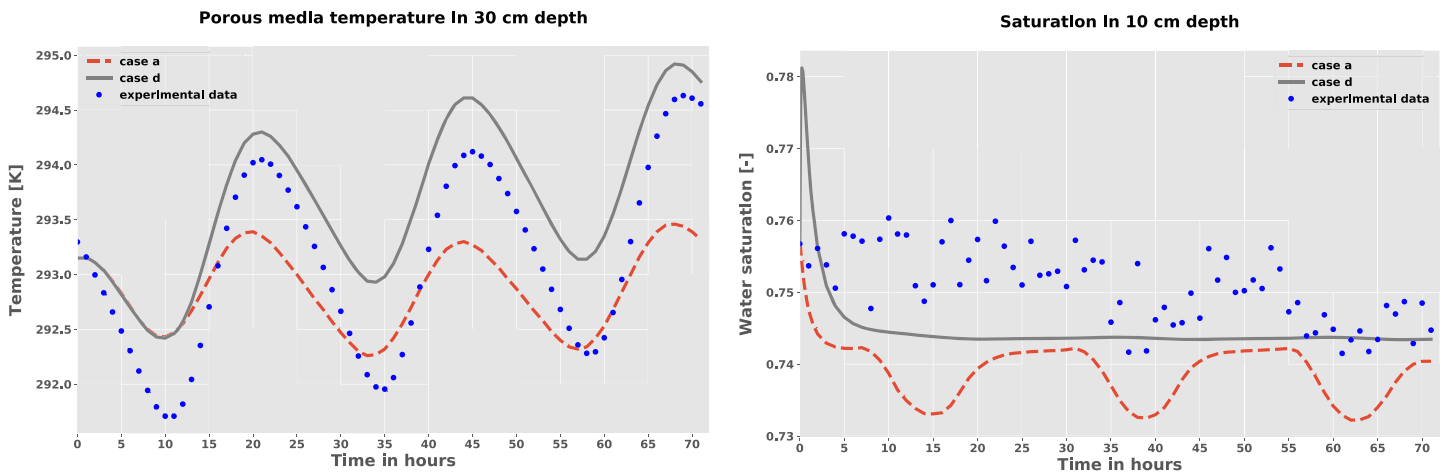 Porous medIa temperature In 30 cm depth
Temperature [K]
295.0
294.5
294.0
293.5
293.0
292.5
292.0
case a
case d
experImental data
0 5 10 15 20 25 30 35 40 45 50 55 60 65 70
Time in hours
SaturatIon In 10 cm depth
Water saturation [-]
0.78
0.77
0.76
0.75
0.74
0.73
case a
case d
experImental data
0 5 10 15 20 25 30 35 40 45 50 55 60 65 70
Time in hours